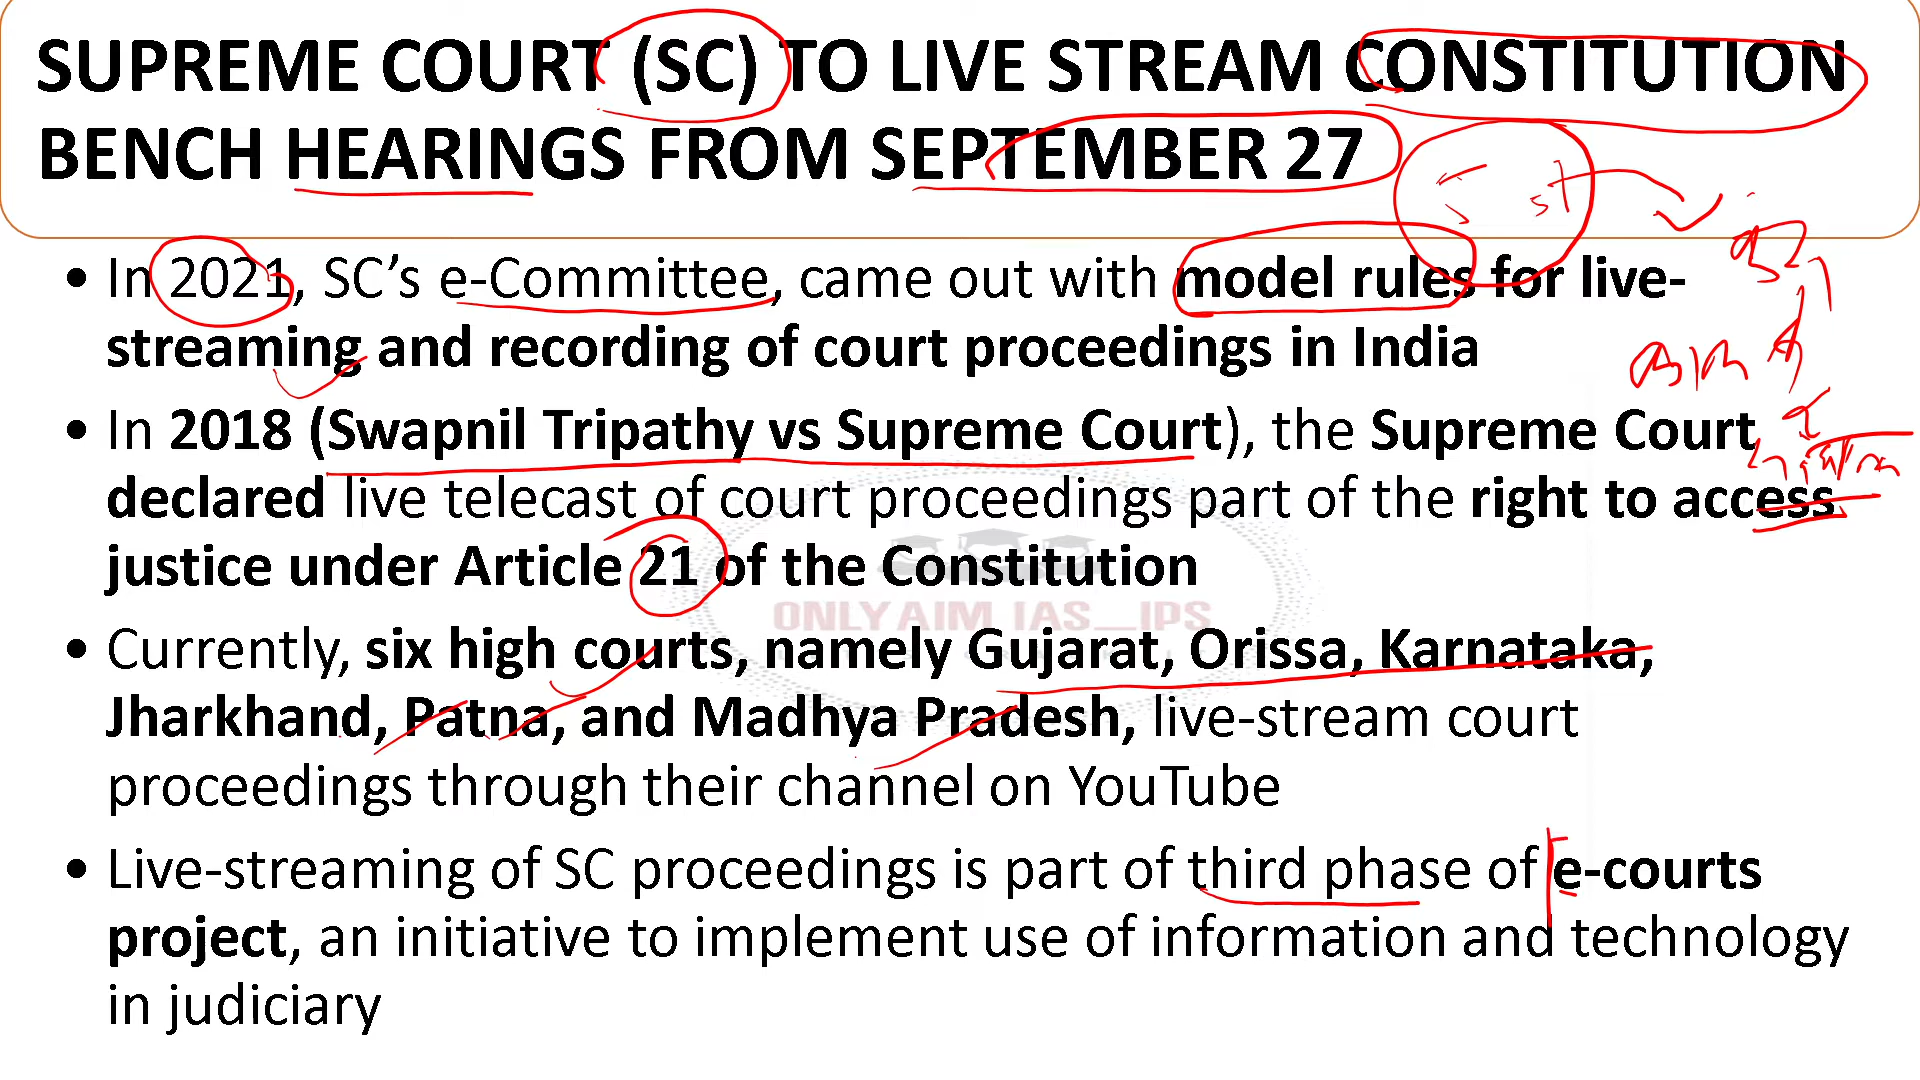 SUPREME COURT (SC) TO LIVE STREAM CONSTITUTION
BENCH HEARINGS FROM SEPTEMBER 27
• In 2021, SC’s e-Committee, came out with model rules for live-
streaming and recording of court proceedings in India
• In 2018 (Swapnil Tripathy vs Supreme Court), the Supreme Court
declared live telecast of court proceedings part of the right to access
justice under Article 21 of the Constitution
ONLY AIM IAS_IPS
• Currently, six high courts, namely Gujarat, Orissa, Karnataka,
Jharkhand, Patna, and Madhya Pradesh, live-stream court
proceedings through their channel on YouTube
• Live-streaming of SC proceedings is part of third phase of e-courts
project, an initiative to implement use of information and technology
in judiciary